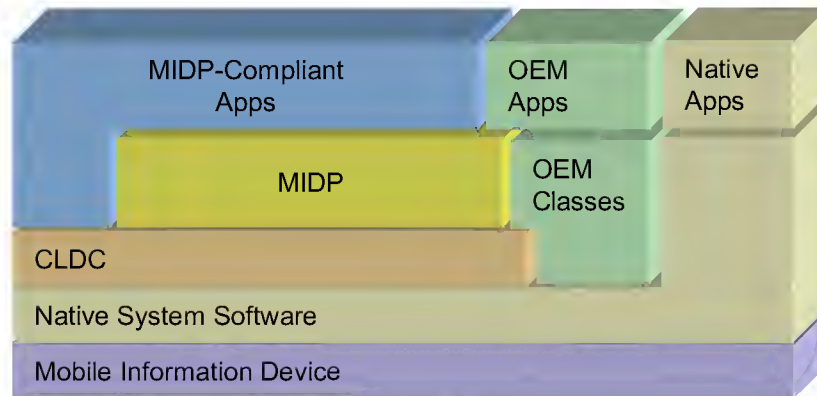 MIDP-Compliant
Apps
OEM
Apps
Native
Apps
MIDP
OEM
Classes
CLDC
Native System Software
Mobile Information Device